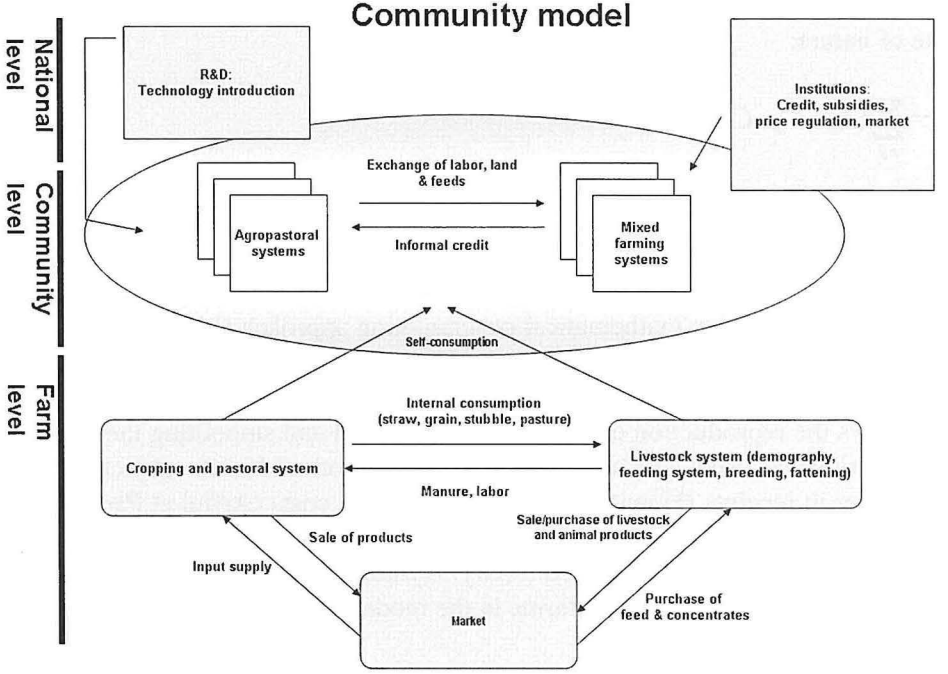 Community model
National
level
R&D:
Technology introduction
Institutions:
Credit, subsidies,
price regulation, market
Community
level
Agropastoral
systems
Exchange of labor, land
& feeds
Informal credit
Mixed
farming
systems
Self-consumption
Farm
level
Internal consumption
(straw, grain, stubble, pasture)
Cropping and pastoral system
Livestock system (demography,
feeding system, breeding, fattening)
Manure, labor
Sale of products
Sale/purchase of livestock
and animal products
Input supply
Purchase of
feed & concentrates
Market